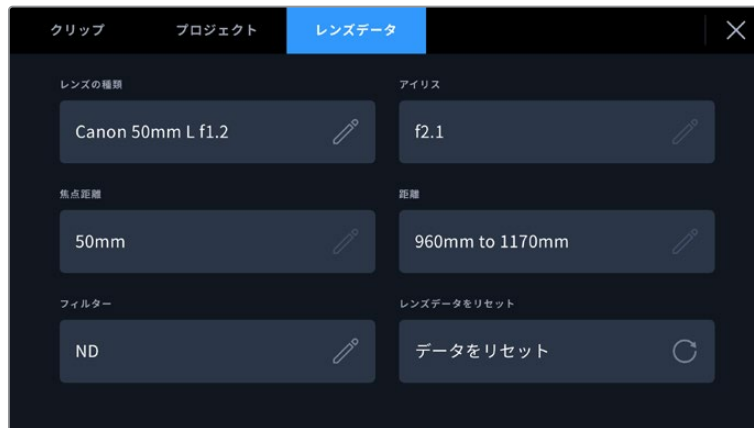 クリップ プロジェクト レンズデータ
レンズの種類 アイリス
Canon 50mm L f1.2 f2.1
焦点距離 距離
50mm 960mm to 1170mm
フィルター レンズデータをリセット
ND データをリセット